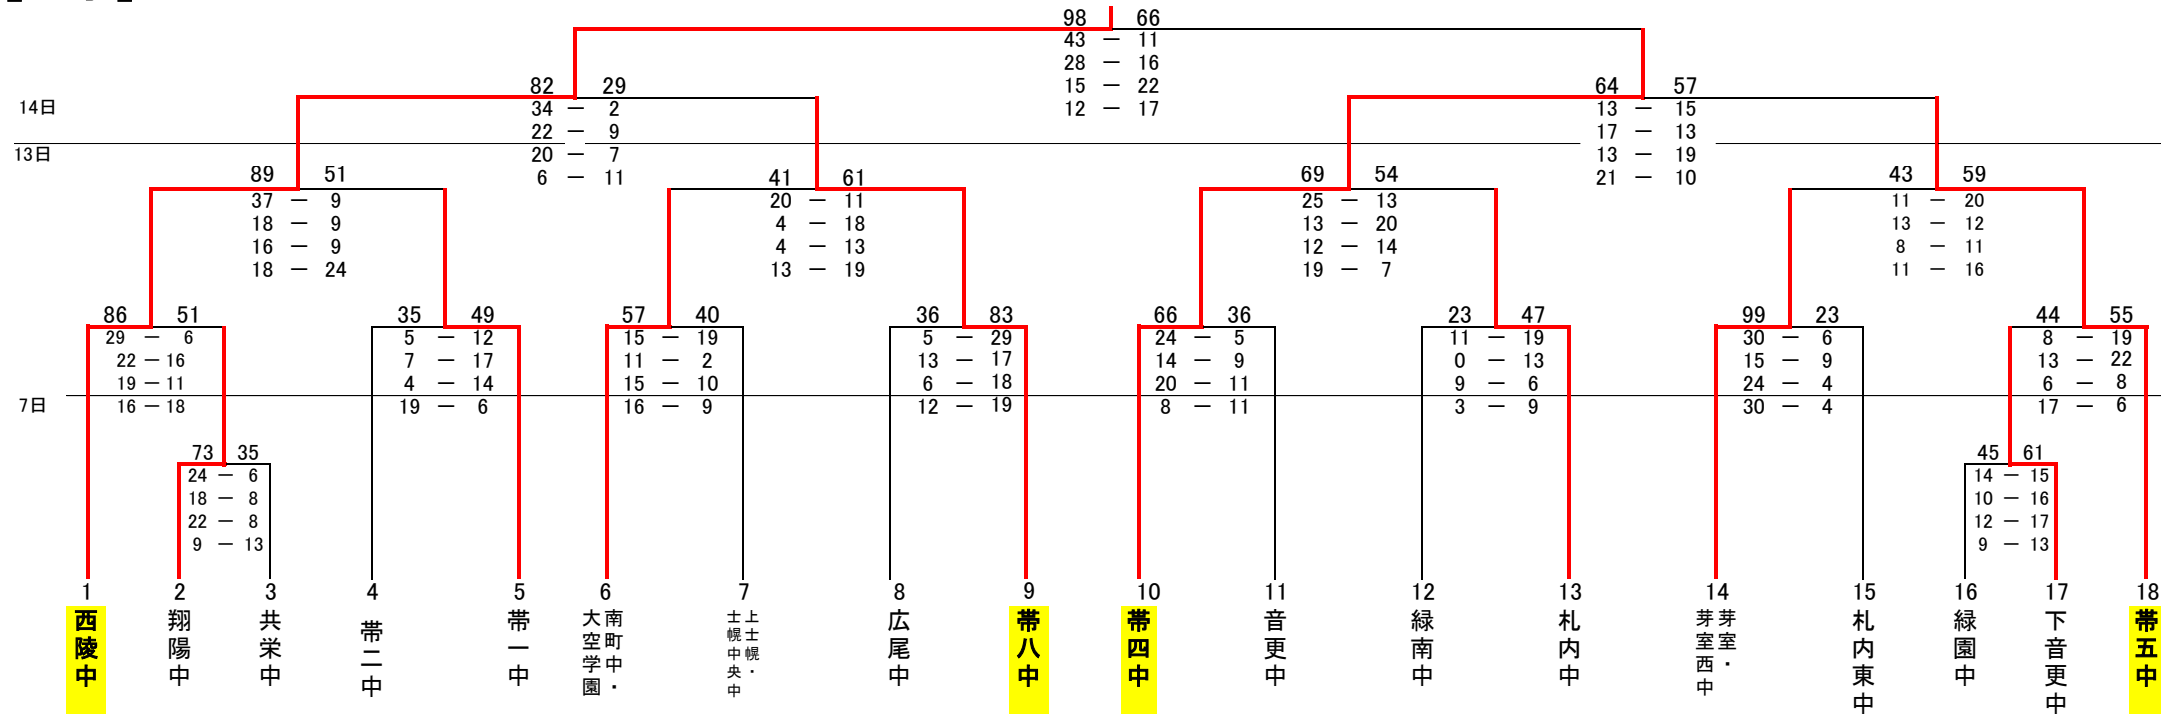 98 66
43 － 11
28 － 16
15 － 22
12 － 17
14日
82 29
34 － 2
22 － 9
20 － 7
6 － 11
64 57
13 － 15
17 － 13
13 － 19
21 － 10
13日
89 51
37 － 9
18 － 9
16 － 9
18 － 24
41 61
20 － 11
4 － 18
4 － 13
13 － 19
69 54
25 － 13
13 － 20
12 － 14
19 － 7
43 59
11 － 20
13 － 12
8 － 11
11 － 16
7日
86 51
29 － 6
22 － 16
19 － 11
16 － 18
35 49
5 － 12
7 － 17
4 － 14
19 － 6
57 40
15 － 19
11 － 2
15 － 10
16 － 9
36 83
5 － 29
13 － 17
6 － 18
12 － 19
66 36
24 － 5
14 － 9
20 － 11
8 － 11
23 47
11 － 19
0 － 13
9 － 6
3 － 9
99 23
30 － 6
15 － 9
24 － 4
30 － 4
44 55
8 － 19
13 － 22
6 － 8
17 － 6
73 35
24 － 6
18 － 8
22 － 8
9 － 13
45 61
14 － 15
10 － 16
12 － 17
9 － 13
1 2 3 4 5 6 7 8 9 10 11 12 13 14 15 16 17 18
西陵中
翔陽中
共栄中
帯二中
帯一中
南町中・
大空学園
上士幌・
士幌中央中
広尾中
帯八中
帯四中
音更中
緑南中
札内中
芽室・
芽室西中
札内東中
緑園中
下音更中
帯五中